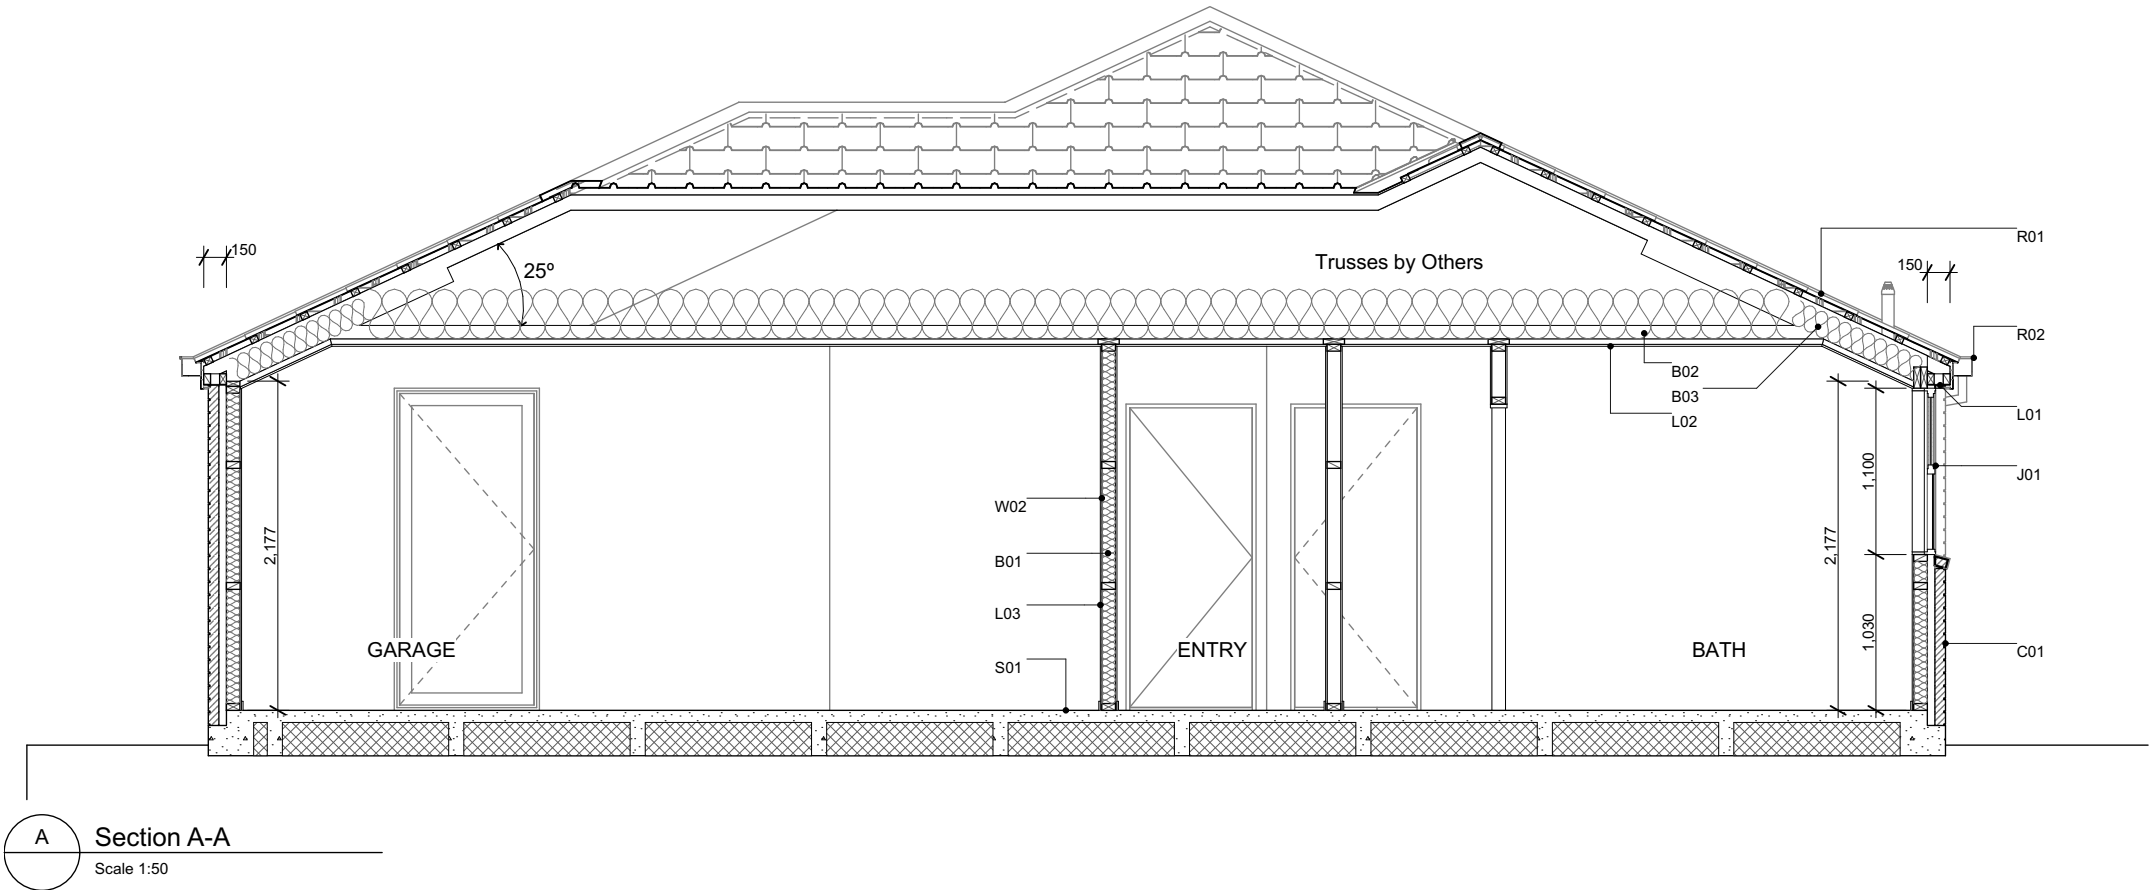 150
25º
Trusses by Others
R01
150
R02
B02
B03
L02
L01
1,100
J01
W02
2,177
2,177
B01
L03
1,030
GARAGE
ENTRY
BATH
C01
S01
A
Section A-A
Scale 1:50